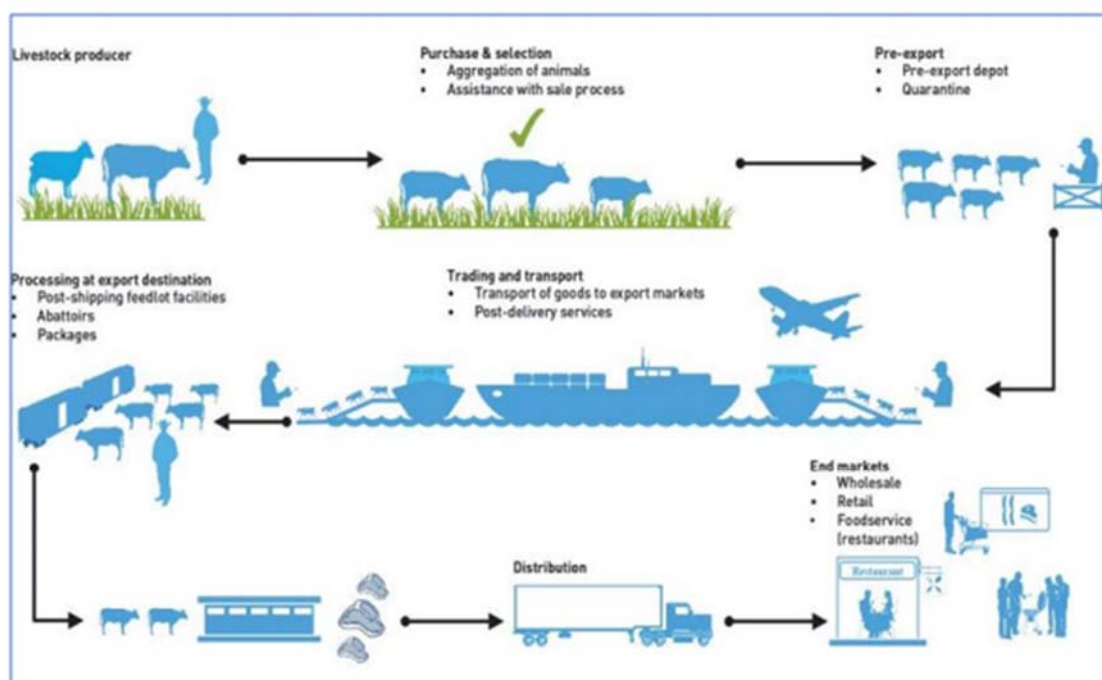 Livestock producer
Purchase & selection
• Aggregation of animals
• Assistance with sale process
Pre-export
• Pre-export depot
• Quarantine
Processing at export destination
• Post-shipping feedlot facilities
• Abattoirs
• Packages
Trading and transport
• Transport of goods to export markets
• Post-delivery services
End markets
• Wholesale
• Retail
• Foodservice
(restaurants)
Distribution
Restaurant